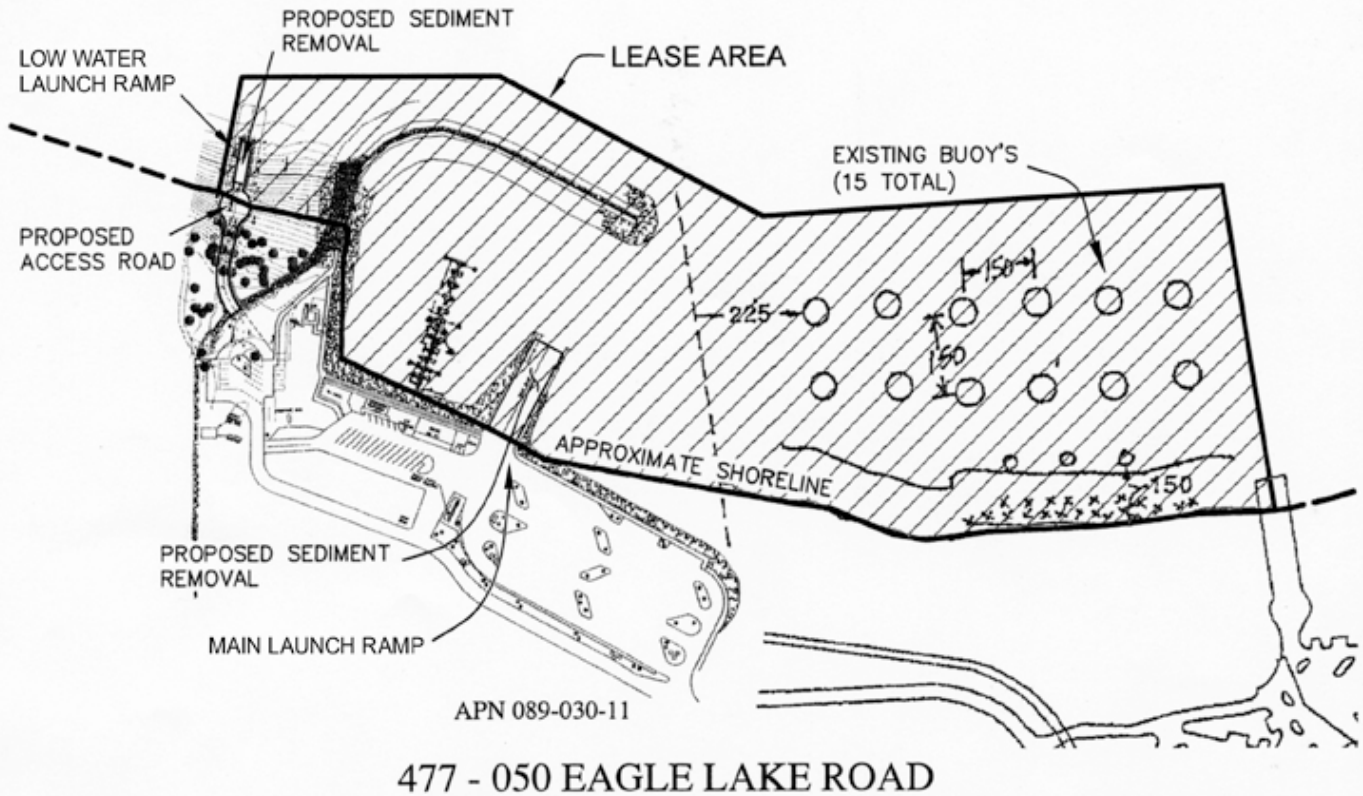 PROPOSED SEDIMENT
REMOVAL
LOW WATER
LAUNCH RAMP
LEASE AREA
EXISTING BUOY'S
(15 TOTAL)
PROPOSED
ACCESS ROAD
150
225
150
APPROXIMATE SHORELINE
150
PROPOSED SEDIMENT
REMOVAL
MAIN LAUNCH RAMP
APN 089-030-11
477 - 050 EAGLE LAKE ROAD